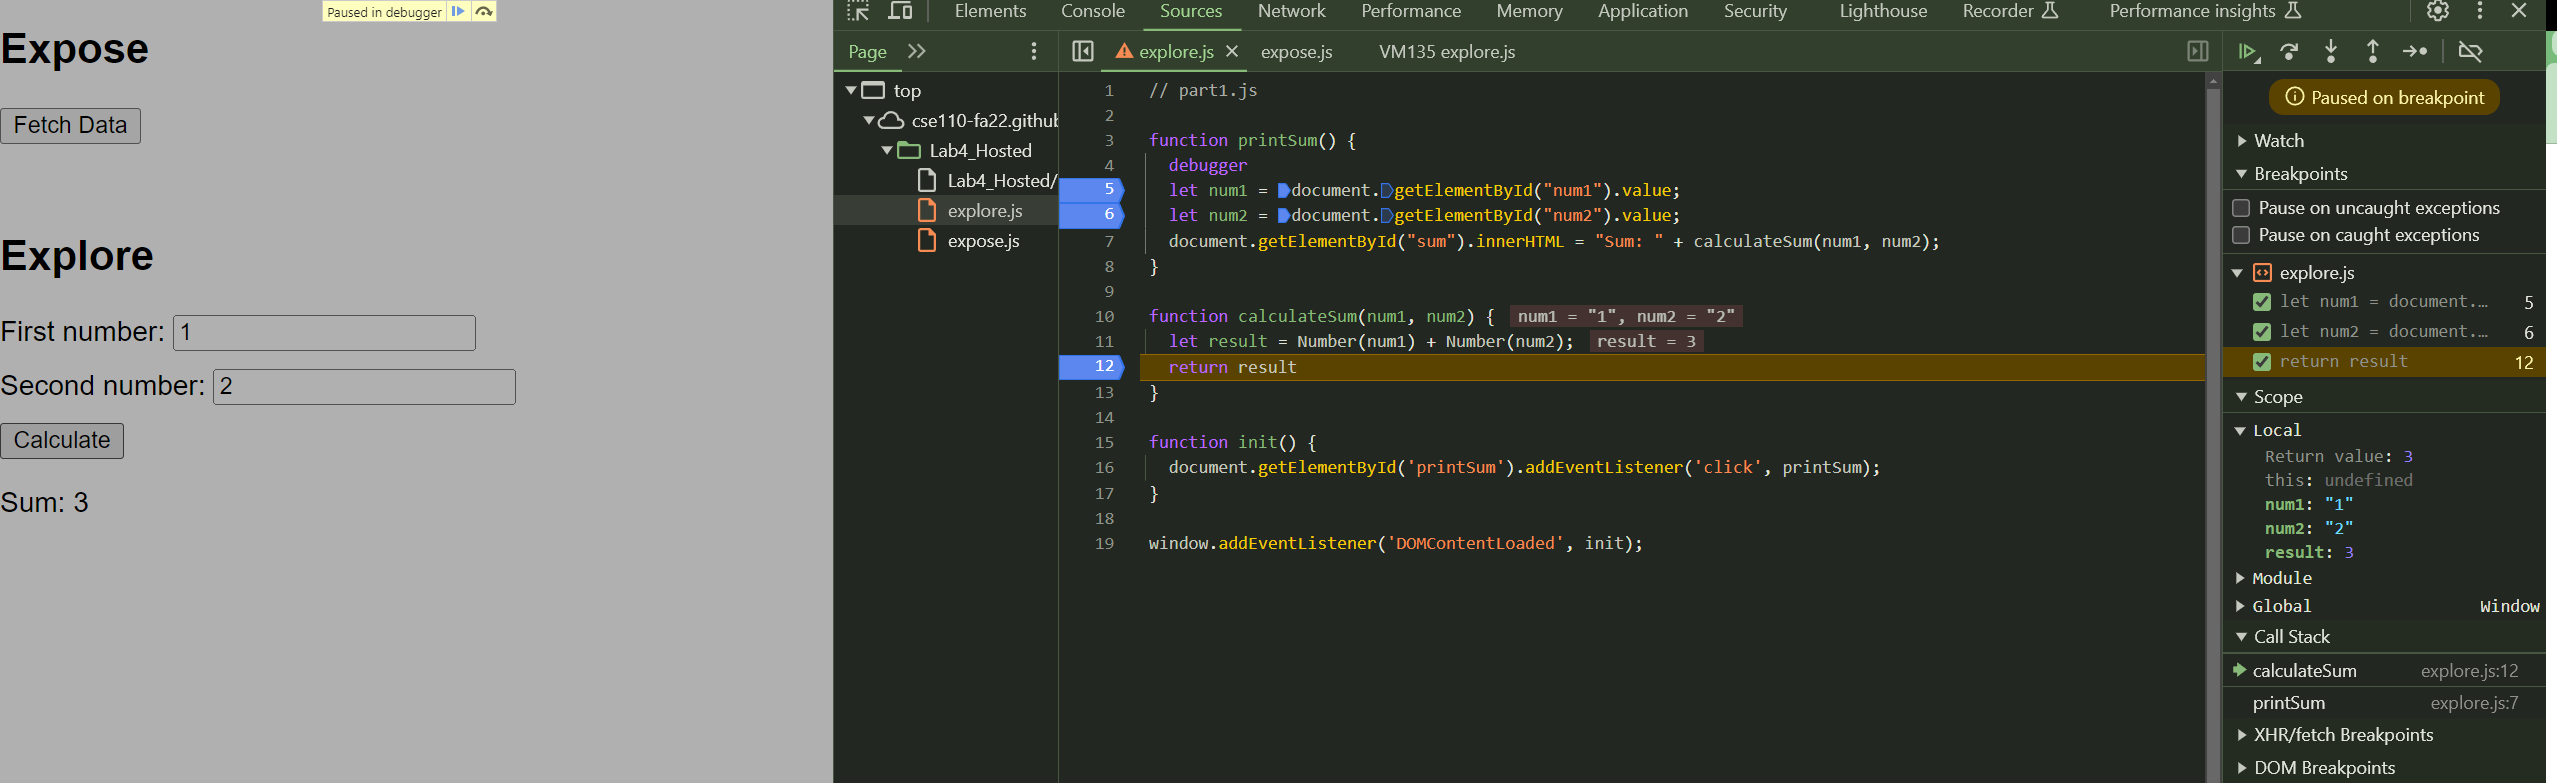 Paused in debugger
Expose
Fetch Data
Explore
First number: 1
Second number: 2
Calculate
Sum: 3
Elements Console Sources Network Performance Memory Application Security Lighthouse Recorder Performance insights
Page
explore.js expose.js VM135 explore.js
top
cse110-fa22.github
Lab4_Hosted
Lab4_Hosted/
explore.js
expose.js
1 // part1.js
2
3 function printSum() {
4 debugger
5 let num1 = document.getElementById("num1").value;
6 let num2 = document.getElementById("num2").value;
7 document.getElementById("sum").innerHTML = "Sum: " + calculateSum(num1, num2);
8 }
9
10 function calculateSum(num1, num2) { num1 = "1", num2 = "2"
11 let result = Number(num1) + Number(num2); result = 3
12 return result
13 }
14
15 function init() {
16 document.getElementById('printSum').addEventListener('click', printSum);
17 }
18
19 window.addEventListener('DOMContentLoaded', init);
Paused on breakpoint
Watch
Breakpoints
Pause on uncaught exceptions
Pause on caught exceptions
explore.js
let num1 = document.… 5
let num2 = document.… 6
return result 12
Scope
Local
Return value: 3
this: undefined
num1: "1"
num2: "2"
result: 3
Module
Global Window
Call Stack
calculateSum explore.js:12
printSum explore.js:7
XHR/fetch Breakpoints
DOM Breakpoints